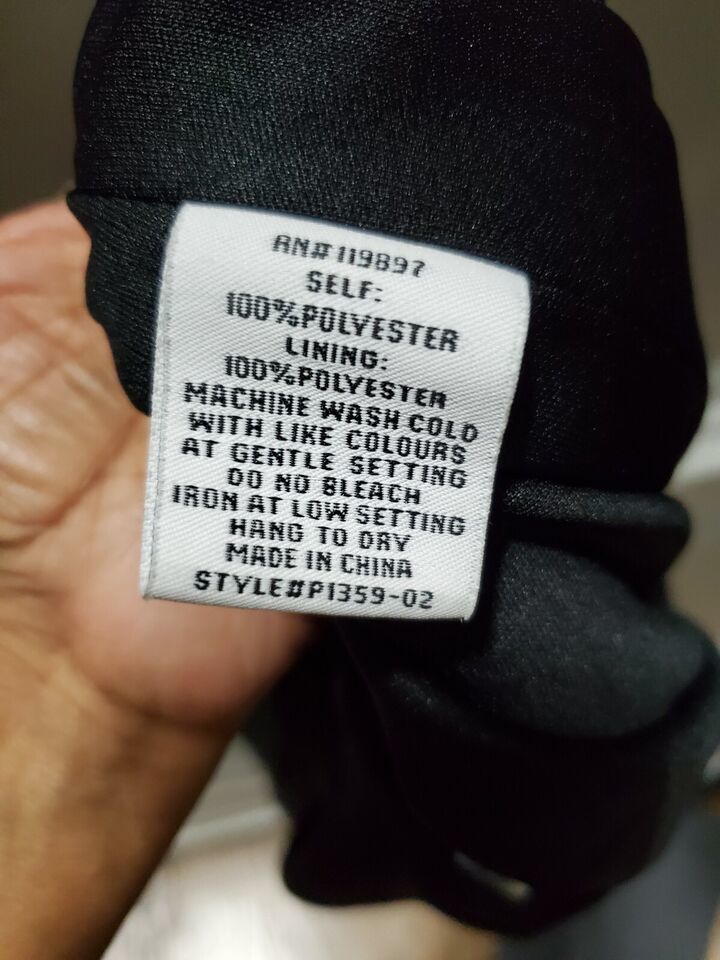 RN#119897
SELF:
100%POLYESTER
LINING:
100%POLYESTER
MACHINE WASH COLD
WITH LIKE COLOURS
AT GENTLE SETTING
DO NO BLEACH
IRON AT LOW SETTING
HANG TO DRY
MADE IN CHINA
STYLE#P1359-02